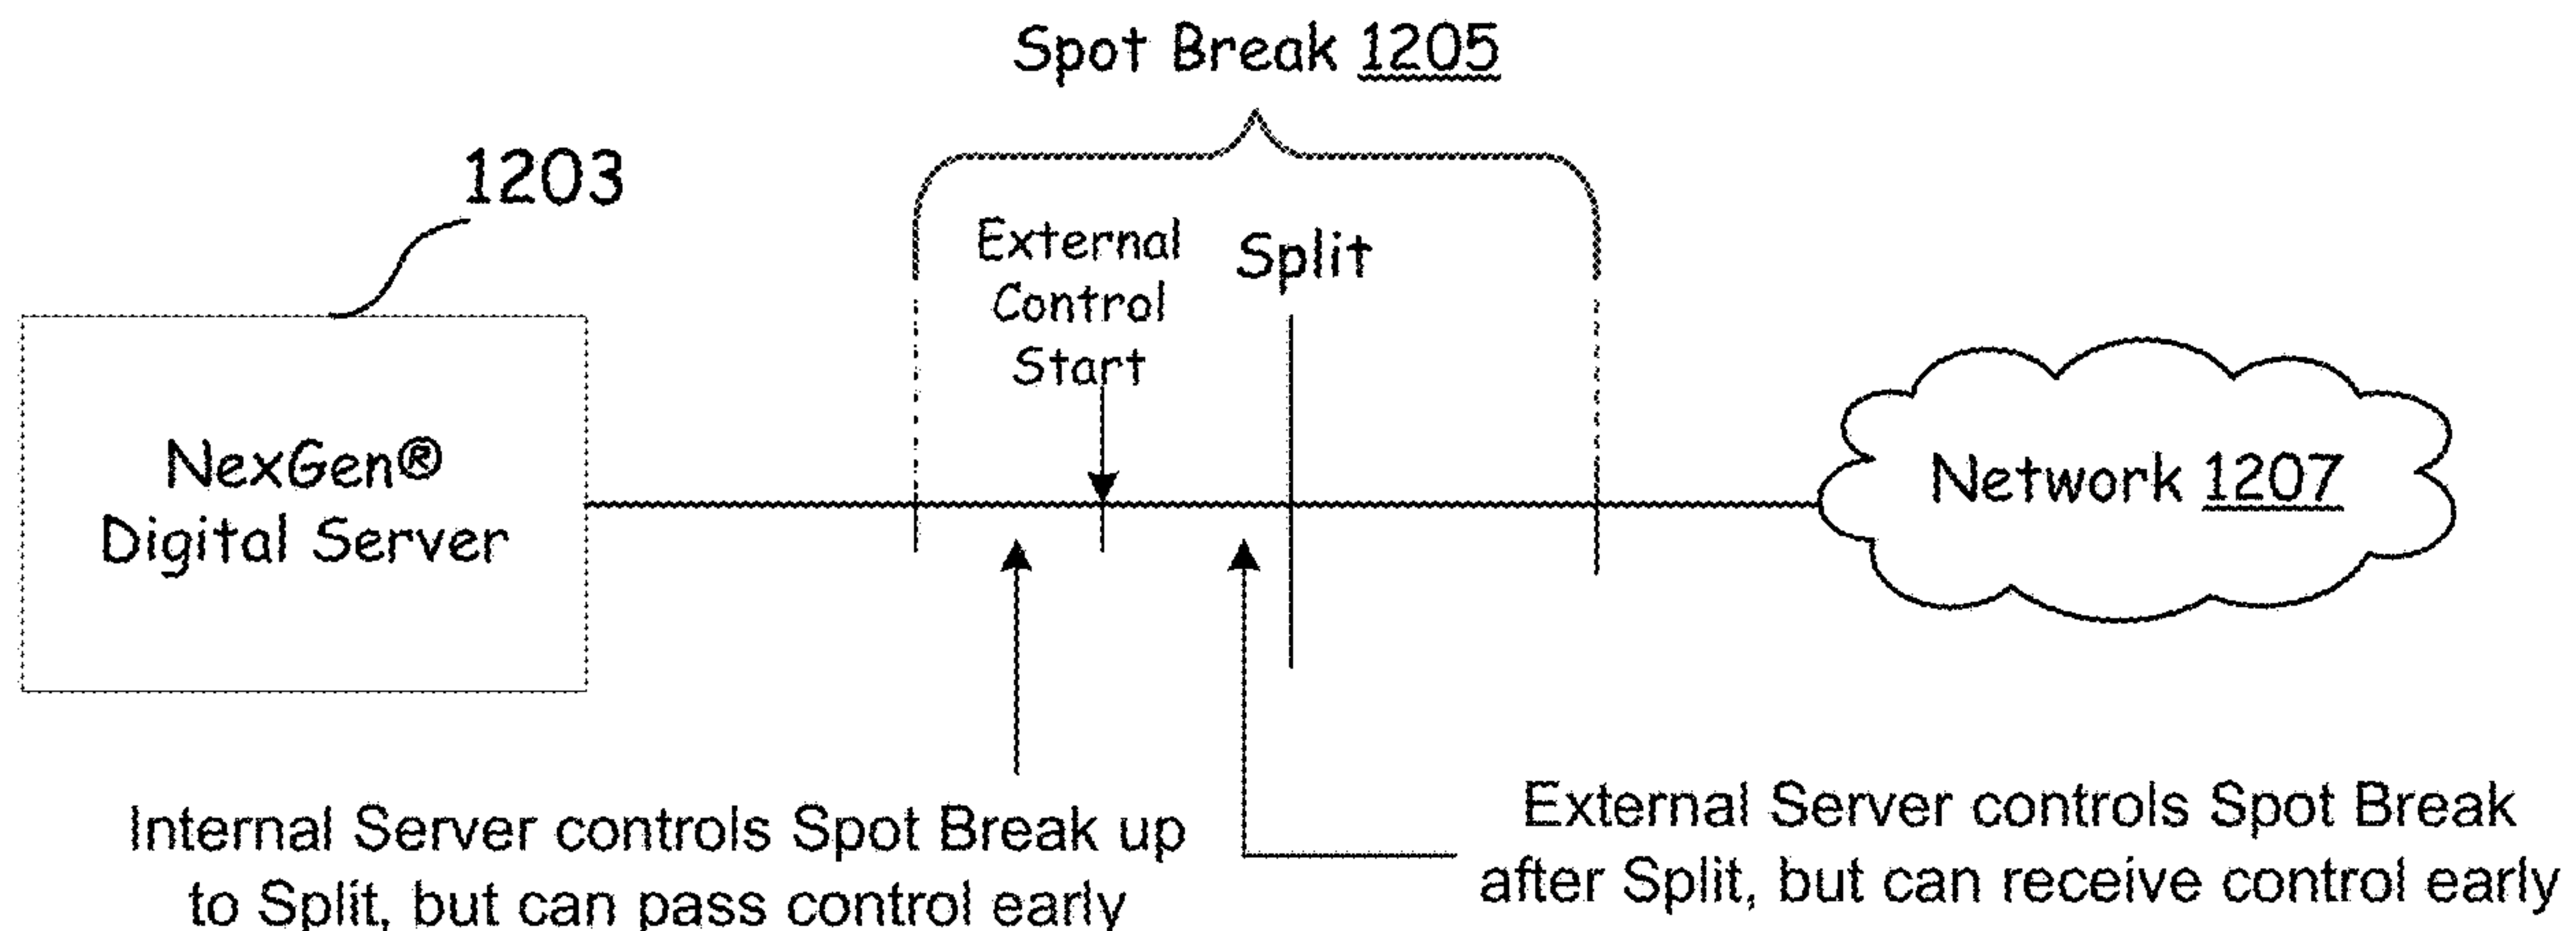 Spot Break 1205
1203
External
Control
Start
Split
NexGen®
Digital Server
Network 1207
Internal Server controls Spot Break up
to Split, but can pass control early
External Server controls Spot Break
after Split, but can receive control early